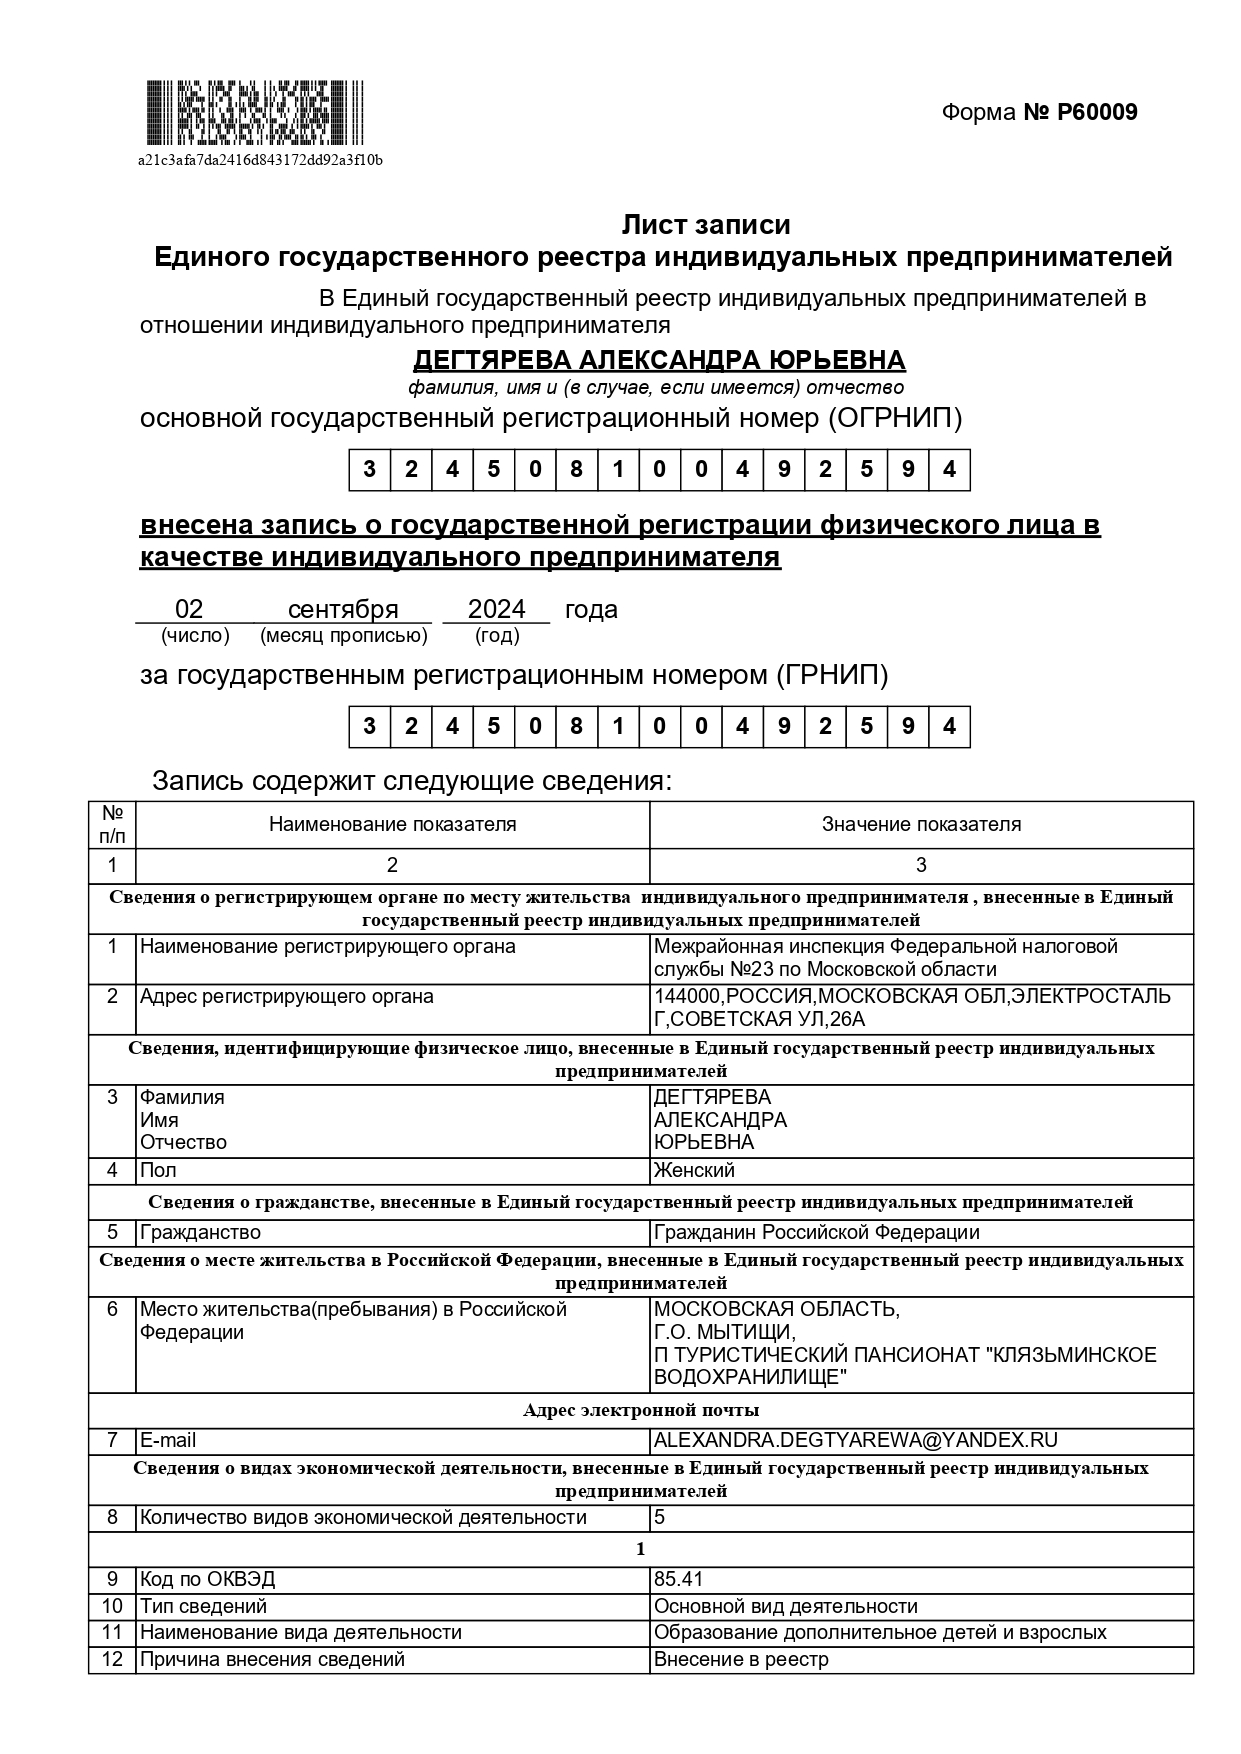 Форма № Р60009
a21c3afa7da2416d843172dd92a3f10b
Лист записи
Единого государственного реестра индивидуальных предпринимателей
В Единый государственный реестр индивидуальных предпринимателей в
отношении индивидуального предпринимателя
ДЕГТЯРЕВА АЛЕКСАНДРА ЮРЬЕВНА
фамилия, имя и (в случае, если имеется) отчество
основной государственный регистрационный номер (ОГРНИП)
3 2 4 5 0 8 1 0 0 4 9 2 5 9 4
внесена запись о государственной регистрации физического лица в
качестве индивидуального предпринимателя
02 сентября 2024 года
(число) (месяц прописью) (год)
за государственным регистрационным номером (ГРНИП)
3 2 4 5 0 8 1 0 0 4 9 2 5 9 4
Запись содержит следующие сведения:
№
п/п
Наименование показателя
Значение показателя
1 2 3
Сведения о регистрирующем органе по месту жительства индивидуального предпринимателя , внесенные в Единый
государственный реестр индивидуальных предпринимателей
1 Наименование регистрирующего органа Межрайонная инспекция Федеральной налоговой
службы №23 по Московской области
2 Адрес регистрирующего органа 144000,РОССИЯ,МОСКОВСКАЯ ОБЛ,ЭЛЕКТРОСТАЛЬ
Г,СОВЕТСКАЯ УЛ,26А
Сведения, идентифицирующие физическое лицо, внесенные в Единый государственный реестр индивидуальных
предпринимателей
3 Фамилия ДЕГТЯРЕВА
Имя АЛЕКСАНДРА
Отчество ЮРЬЕВНА
4 Пол Женский
Сведения о гражданстве, внесенные в Единый государственный реестр индивидуальных предпринимателей
5 Гражданство Гражданин Российской Федерации
Сведения о месте жительства в Российской Федерации, внесенные в Единый государственный реестр индивидуальных
предпринимателей
6 Место жительства(пребывания) в Российской МОСКОВСКАЯ ОБЛАСТЬ,
Федерации Г.О. МЫТИЩИ,
П ТУРИСТИЧЕСКИЙ ПАНСИОНАТ "КЛЯЗЬМИНСКОЕ
ВОДОХРАНИЛИЩЕ"
Адрес электронной почты
7 E-mail ALEXANDRA.DEGTYAREWA@YANDEX.RU
Сведения о видах экономической деятельности, внесенные в Единый государственный реестр индивидуальных
предпринимателей
8 Количество видов экономической деятельности 5
1
9 Код по ОКВЭД 85.41
10 Тип сведений Основной вид деятельности
11 Наименование вида деятельности Образование дополнительное детей и взрослых
12 Причина внесения сведений Внесение в реестр